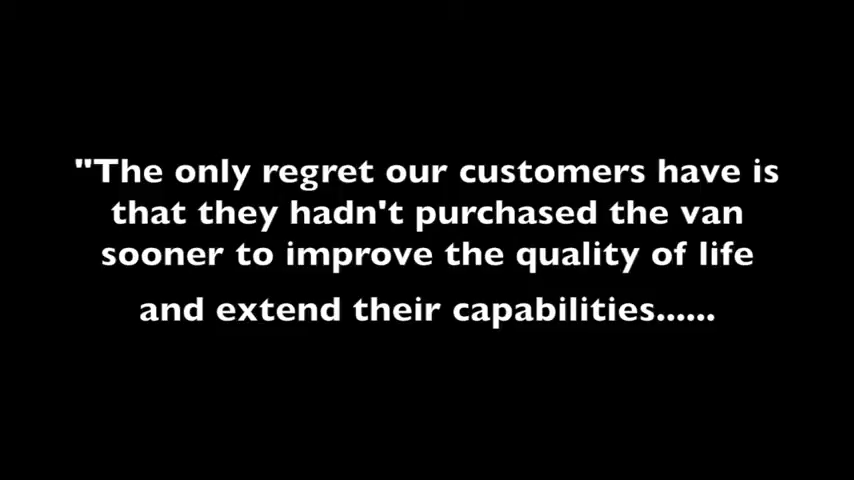 "The only regret our customers have is
that they hadn't purchased the van
sooner to improve the quality of life
and extend their capabilities......